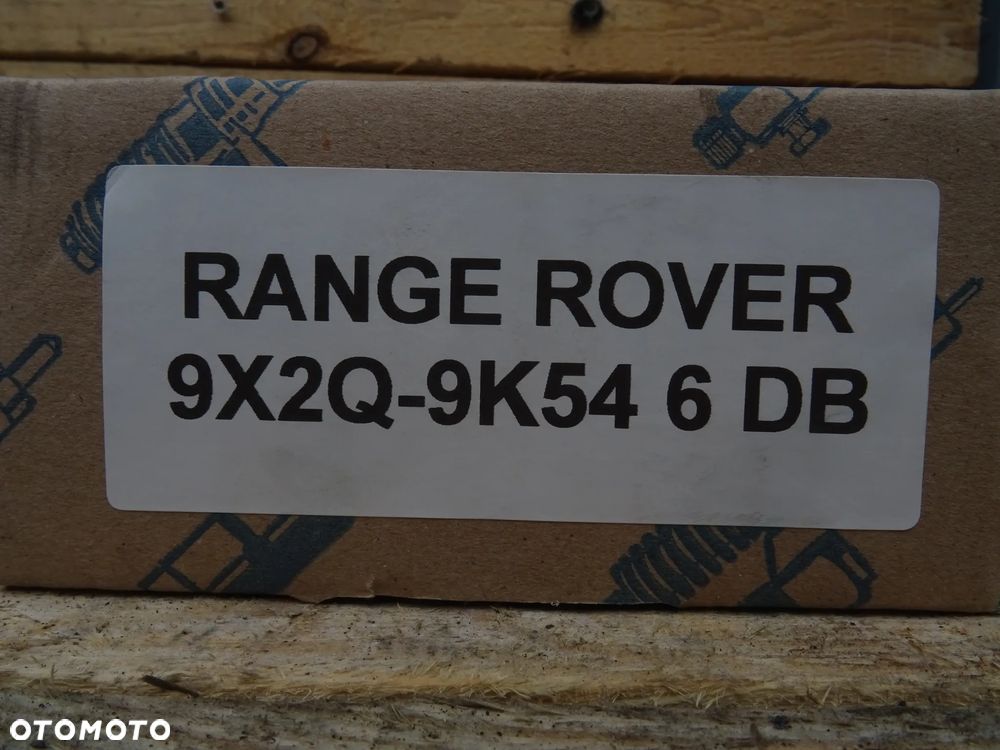 RANGE ROVER
9X2Q-9K54 6 DB
OTOMOTO